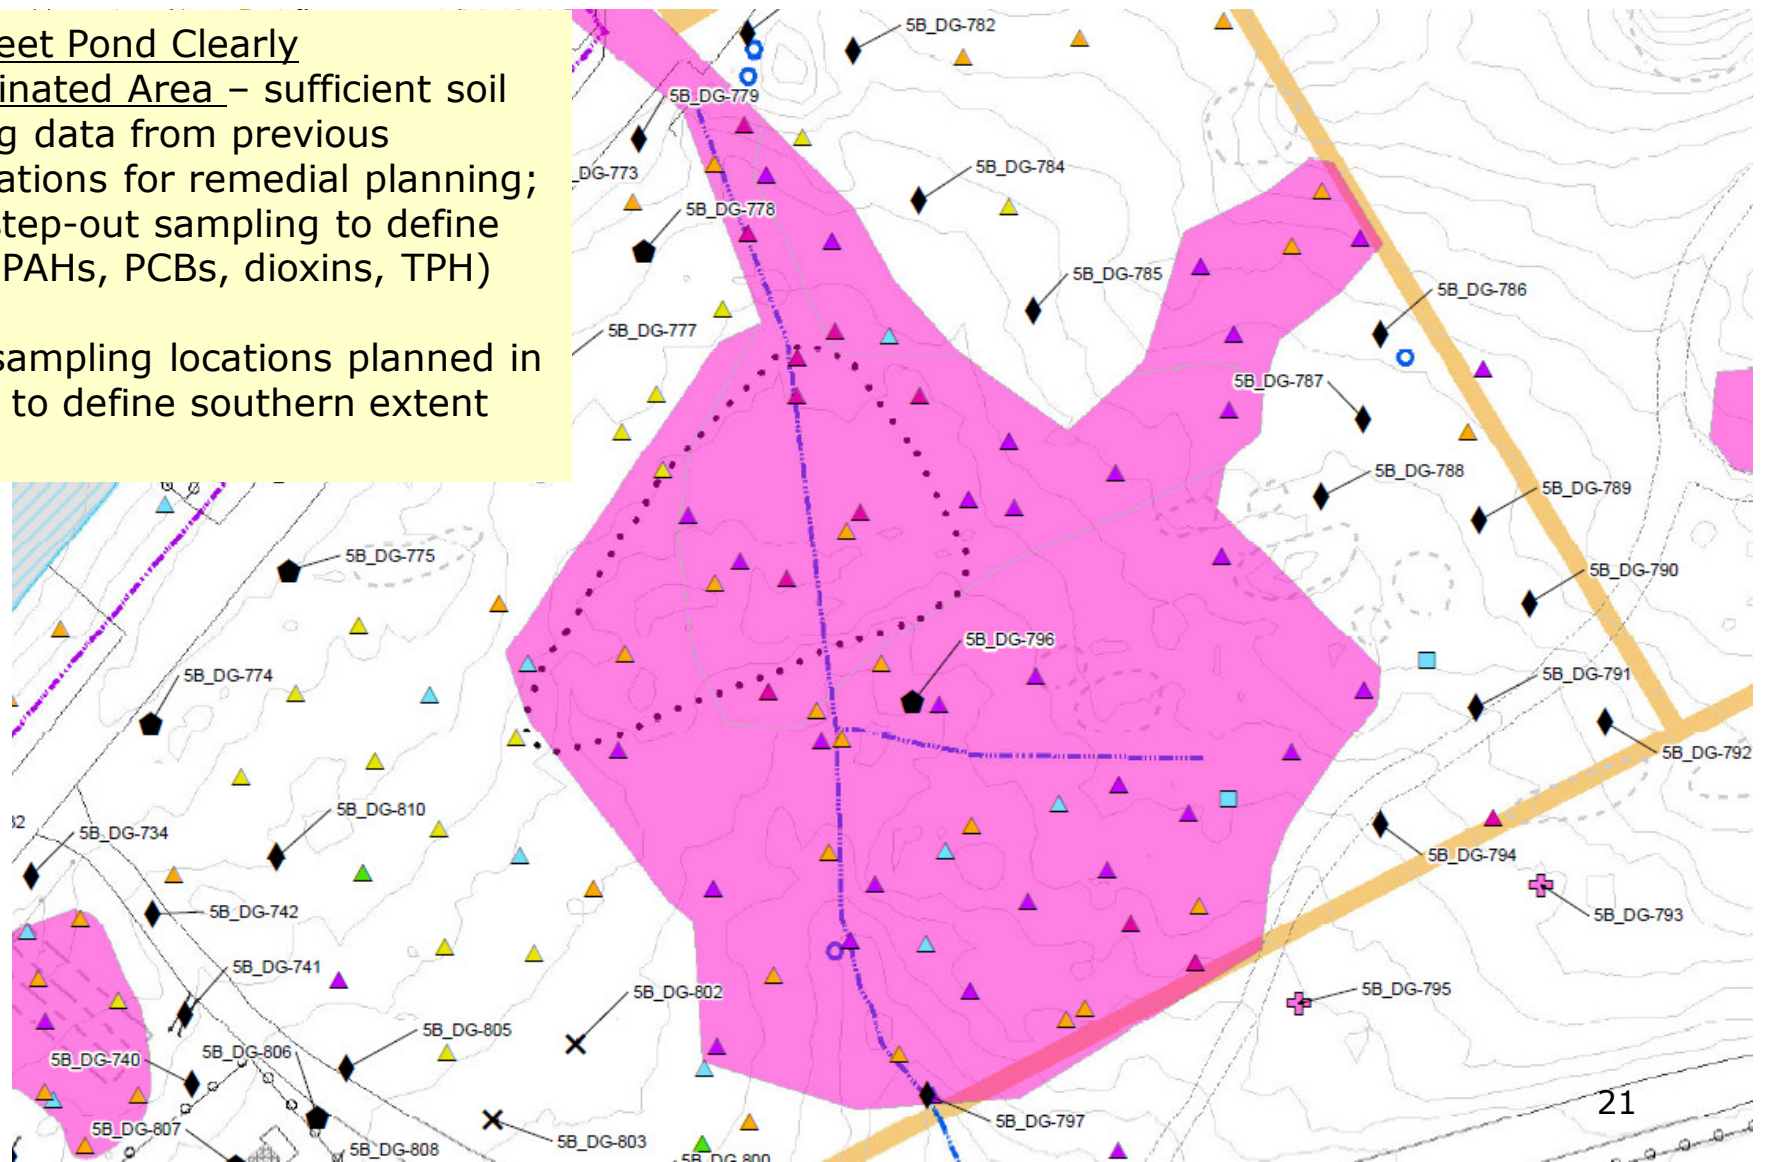 eet Pond Clearly
inated Area – sufficient soil
g data from previous
ations for remedial planning;
tep-out sampling to define
PAHs, PCBs, dioxins, TPH)
sampling locations planned in
to define southern extent
5B_DG-782
5B_DG-779
_DG-773
5B_DG-784
5B_DG-778
5B_DG-785
5B_DG-786
5B_DG-777
5B_DG-787
5B_DG-788
5B_DG-789
5B_DG-775
5B_DG-790
5B_DG-796
5B_DG-774
5B_DG-791
5B_DG-792
5B_DG-810
32
5B_DG-734
5B_DG-794
5B_DG-742
5B_DG-793
5B_DG-741
5B_DG-802
5B_DG-795
5B_DG-805
5B_DG-740
5B_DG-806
21
5B_DG-807
5B_DG-808
5B_DG-803
5B_DG-797
5B_DG-800